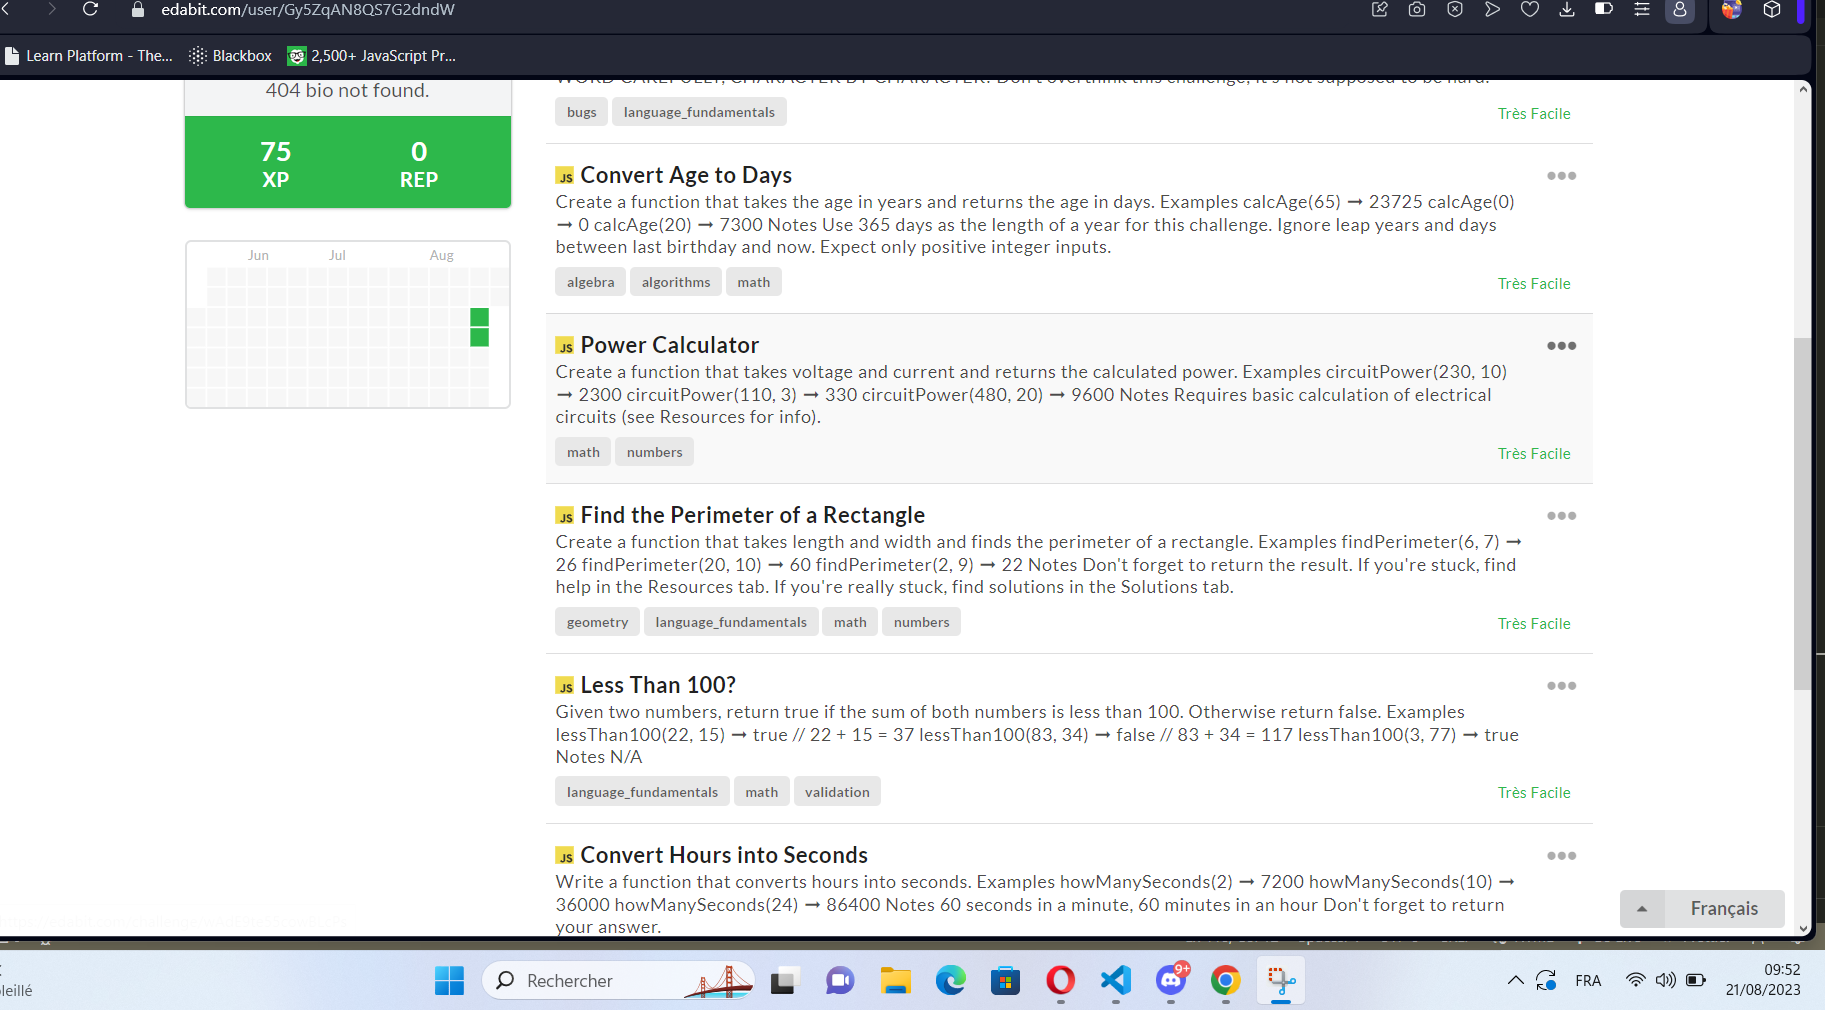 edabit.com/user/Gy5ZqAN8QS7G2dndW
Learn Platform - The...
Blackbox
2,500+ JavaScript Pr...
404 bio not found.
75
XP
0
REP
Jun
Jul
Aug
WORD CAREFULLY, CHARACTER BY CHARACTER! Don't overthink this challenge; it's not supposed to be hard.
bugs
language_fundamentals
Très Facile
JS Convert Age to Days
Create a function that takes the age in years and returns the age in days. Examples calcAge(65) ➞ 23725 calcAge(0)
➞ 0 calcAge(20) ➞ 7300 Notes Use 365 days as the length of a year for this challenge. Ignore leap years and days
between last birthday and now. Expect only positive integer inputs.
algebra
algorithms
math
Très Facile
JS Power Calculator
Create a function that takes voltage and current and returns the calculated power. Examples circuitPower(230, 10)
➞ 2300 circuitPower(110, 3) ➞ 330 circuitPower(480, 20) ➞ 9600 Notes Requires basic calculation of electrical
circuits (see Resources for info).
math
numbers
Très Facile
JS Find the Perimeter of a Rectangle
Create a function that takes length and width and finds the perimeter of a rectangle. Examples findPerimeter(6, 7) ➞
26 findPerimeter(20, 10) ➞ 60 findPerimeter(2, 9) ➞ 22 Notes Don't forget to return the result. If you're stuck, find
help in the Resources tab. If you're really stuck, find solutions in the Solutions tab.
geometry
language_fundamentals
math
numbers
Très Facile
JS Less Than 100?
Given two numbers, return true if the sum of both numbers is less than 100. Otherwise return false. Examples
lessThan100(22, 15) ➞ true // 22 + 15 = 37 lessThan100(83, 34) ➞ false // 83 + 34 = 117 lessThan100(3, 77) ➞ true
Notes N/A
language_fundamentals
math
validation
Très Facile
JS Convert Hours into Seconds
Write a function that converts hours into seconds. Examples howManySeconds(2) ➞ 7200 howManySeconds(10) ➞
36000 howManySeconds(24) ➞ 86400 Notes 60 seconds in a minute, 60 minutes in an hour Don't forget to return
your answer.
Français
leillé
Rechercher
9+
FRA
09:52
21/08/2023